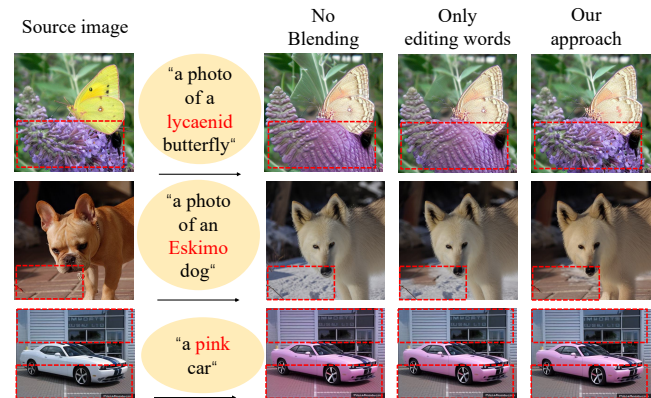 Source image
No
Blending
Only
editing words
Our
approach
“a photo
of a
lycaenid
butterfly“
“a photo
of an
Eskimo
dog“
“a pink
car“